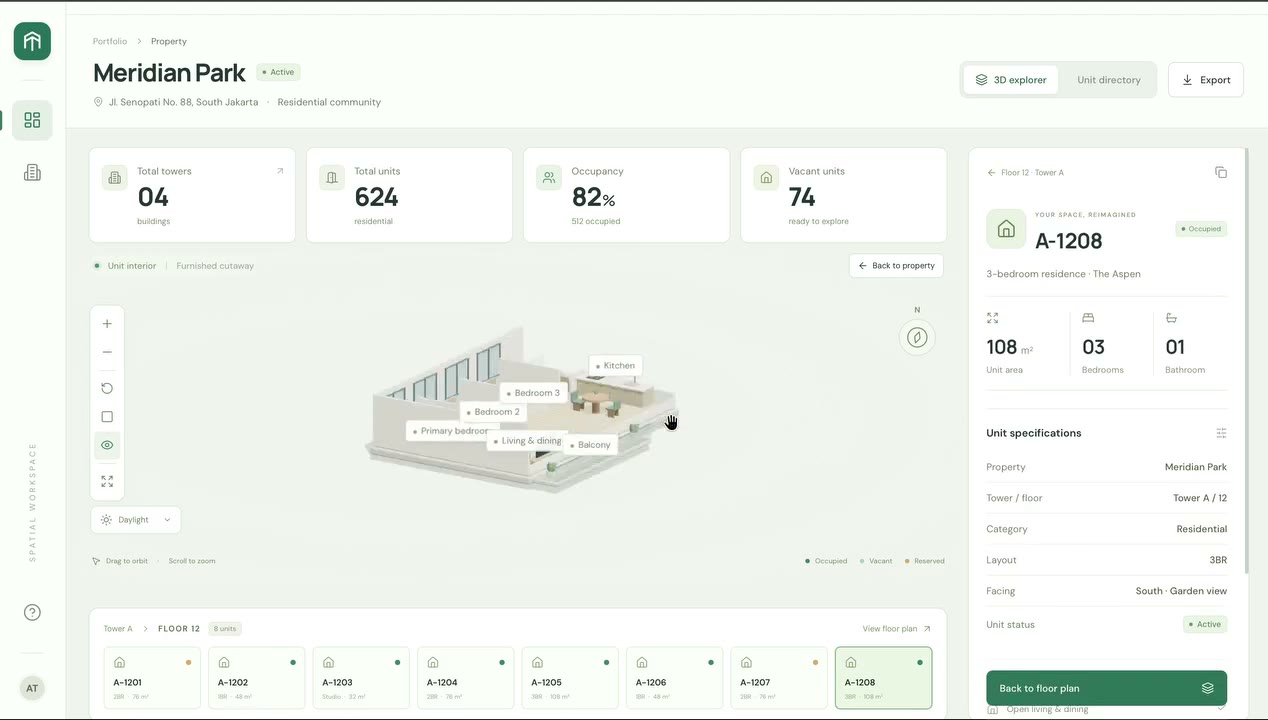 Portfolio > Property
Meridian Park
Active
Jl. Senopati No. 88, South Jakarta · Residential community
3D explorer
Unit directory
Export
Total towers
04
buildings
Total units
624
residential
Occupancy
82%
512 occupied
Vacant units
74
ready to explore
Unit interior | Furnished cutaway
Back to property
N
Kitchen
Bedroom 3
Bedroom 2
Primary bedroom
Living & dining
Balcony
Daylight
Drag to orbit · Scroll to zoom
Occupied
Vacant
Reserved
SPATIAL WORKSPACE
AT
Tower A > FLOOR 12
8 units
View floor plan
A-1201
2BR · 76 m²
A-1202
1BR · 48 m²
A-1203
Studio · 32 m²
A-1204
2BR · 76 m²
A-1205
3BR · 108 m²
A-1206
1BR · 48 m²
A-1207
2BR · 76 m²
A-1208
3BR · 108 m²
Floor 12 · Tower A
YOUR SPACE, REIMAGINED
A-1208
Occupied
3-bedroom residence · The Aspen
108 m²
Unit area
03
Bedrooms
01
Bathroom
Unit specifications
Property Meridian Park
Tower / floor Tower A / 12
Category Residential
Layout 3BR
Facing South · Garden view
Unit status Active
Back to floor plan
Open living & dining